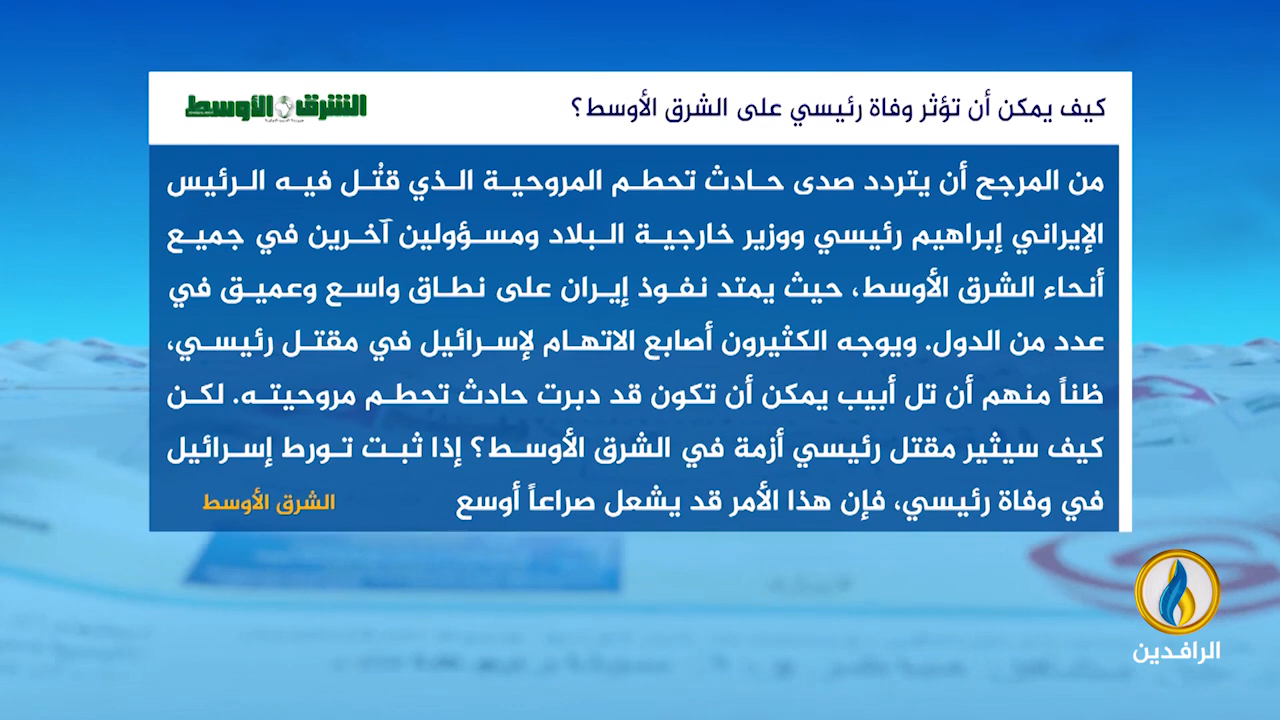 كيف يمكن أن تؤثر وفاة رئيسي على الشرق الأوسط؟
الشرق الأوسط
من المرجح أن يتردد صدى حادث تحطم المروحية الذي قُتل فيه الرئيس
الإيراني إبراهيم رئيسي ووزير خارجية البلاد ومسؤولين آخرين في جميع
أنحاء الشرق الأوسط، حيث يمتد نفوذ إيران على نطاق واسع وعميق في
عدد من الدول. ويوجه الكثيرون أصابع الاتهام لإسرائيل في مقتل رئيسي،
ظناً منهم أن تل أبيب يمكن أن تكون قد دبرت حادث تحطم مروحيته. لكن
كيف سيثير مقتل رئيسي أزمة في الشرق الأوسط؟ إذا ثبت تورط إسرائيل
في وفاة رئيسي، فإن هذا الأمر قد يشعل صراعاً أوسع
الشرق الأوسط
الرافدين